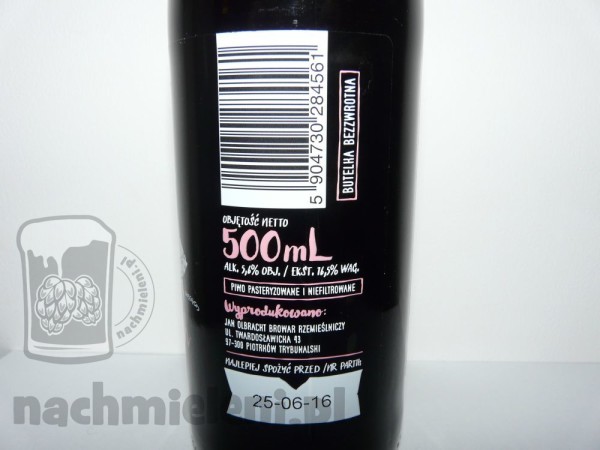 5 904730 284561
BUTELKA BEZZWROTNA
OBJĘTOŚĆ NETTO
500mL
ALK. 5,6% OBJ. / EKST. 16,5% WAG.
PIWO PASTERYZOWANE I NIEFILTROWANE
Wyprodukowano:
JAN OLBRACHT BROWAR RZEMIEŚLNICZY
UL. TWARDOSŁAWICKA 43
97-300 PIOTRKÓW TRYBUNALSKI
NAJLEPIEJ SPOŻYĆ PRZED /NR PARTII:
25-06-16
nachmieleni.pl
nachmieleni.pl